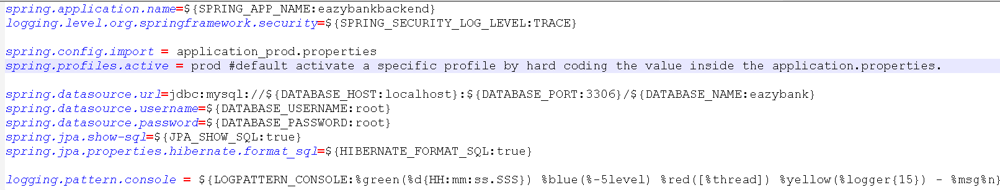 spring.application.name=${SPRING_APP_NAME:eazybankbackend}
logging.level.org.springframework.security=${SPRING_SECURITY_LOG_LEVEL:TRACE}
spring.config.import = application_prod.properties
spring.profiles.active = prod #default activate a specific profile by hard coding the value inside the application.properties.
spring.datasource.url=jdbc:mysql://${DATABASE_HOST:localhost}:${DATABASE_PORT:3306}/${DATABASE_NAME:eazybank}
spring.datasource.username=${DATABASE_USERNAME:root}
spring.datasource.password=${DATABASE_PASSWORD:root}
spring.jpa.show-sql=${JPA_SHOW_SQL:true}
spring.jpa.properties.hibernate.format_sql=${HIBERNATE_FORMAT_SQL:true}
logging.pattern.console = ${LOGPATTERN_CONSOLE:%green(%d{HH:mm:ss.SSS}) %blue(%-5level) %red([%thread]) %yellow(%logger{15}) - %msg%n}